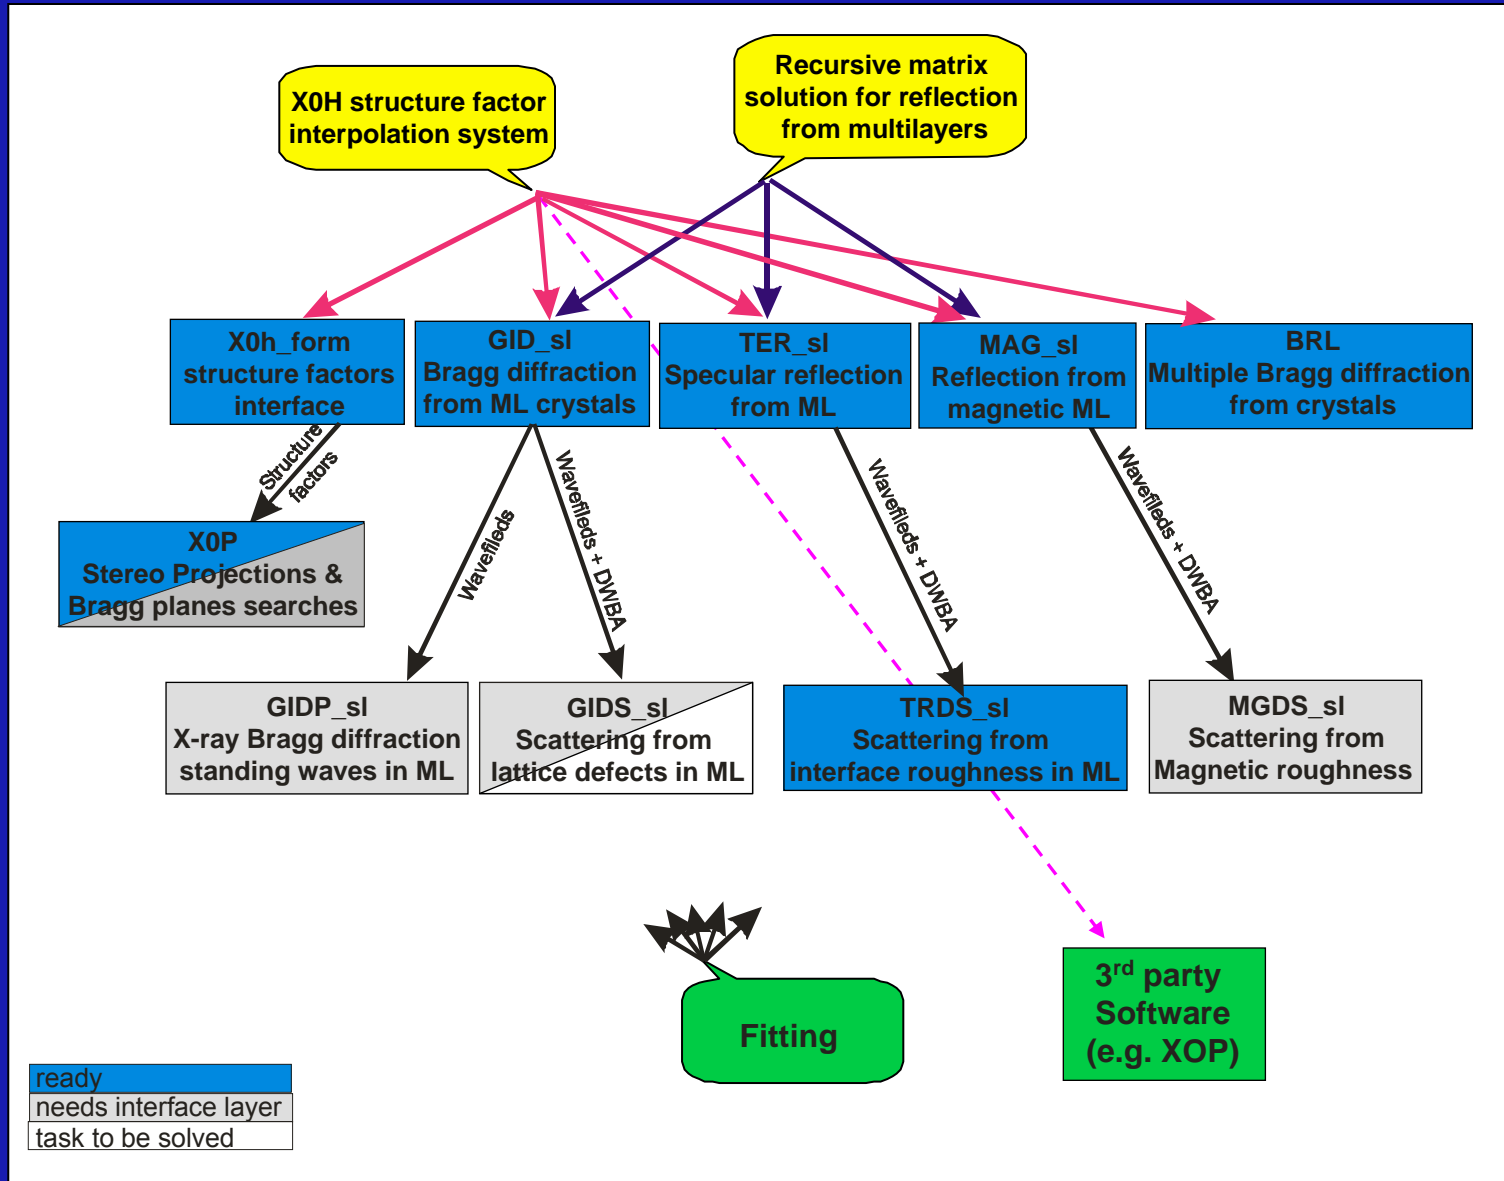 X0H structure factor
interpolation system
Recursive matrix
solution for reflection
from multilayers
X0h_form
structure factors
interface
GID_sl
Bragg diffraction
from ML crystals
TER_sl
Specular reflection
from ML
MAG_sl
Reflection from
magnetic ML
BRL
Multiple Bragg diffraction
from crystals
Structure
factors
Wavefileds
Wavefileds + DWBA
Wavefileds + DWBA
Wavefileds + DWBA
X0P
Stereo Projections &
Bragg planes searches
GIDP_sl
X-ray Bragg diffraction
standing waves in ML
GIDS_sl
Scattering from
lattice defects in ML
TRDS_sl
Scattering from
interface roughness in ML
MGDS_sl
Scattering from
Magnetic roughness
Fitting
3rd party
Software
(e.g. XOP)
ready
needs interface layer
task to be solved